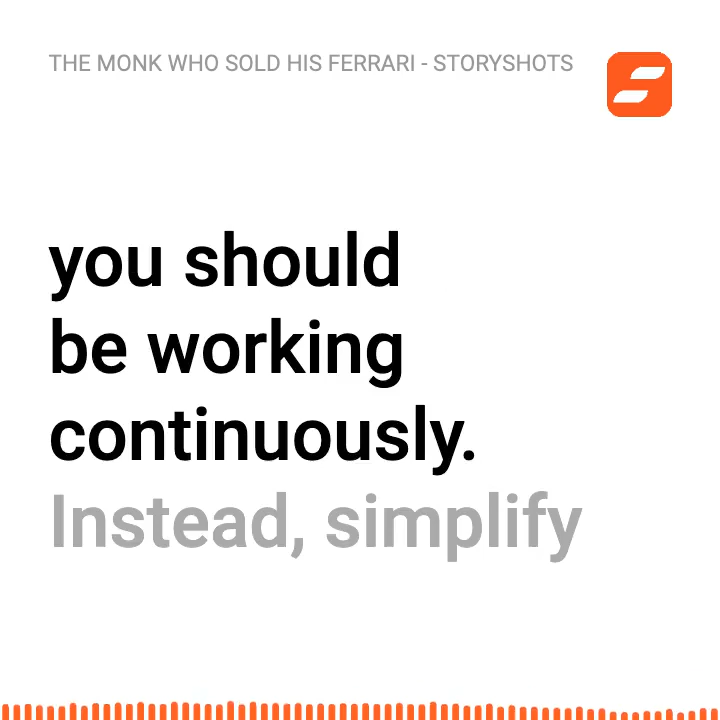 THE MONK WHO SOLD HIS FERRARI - STORYSHOTS
you should
be working
continuously.
Instead, simplify